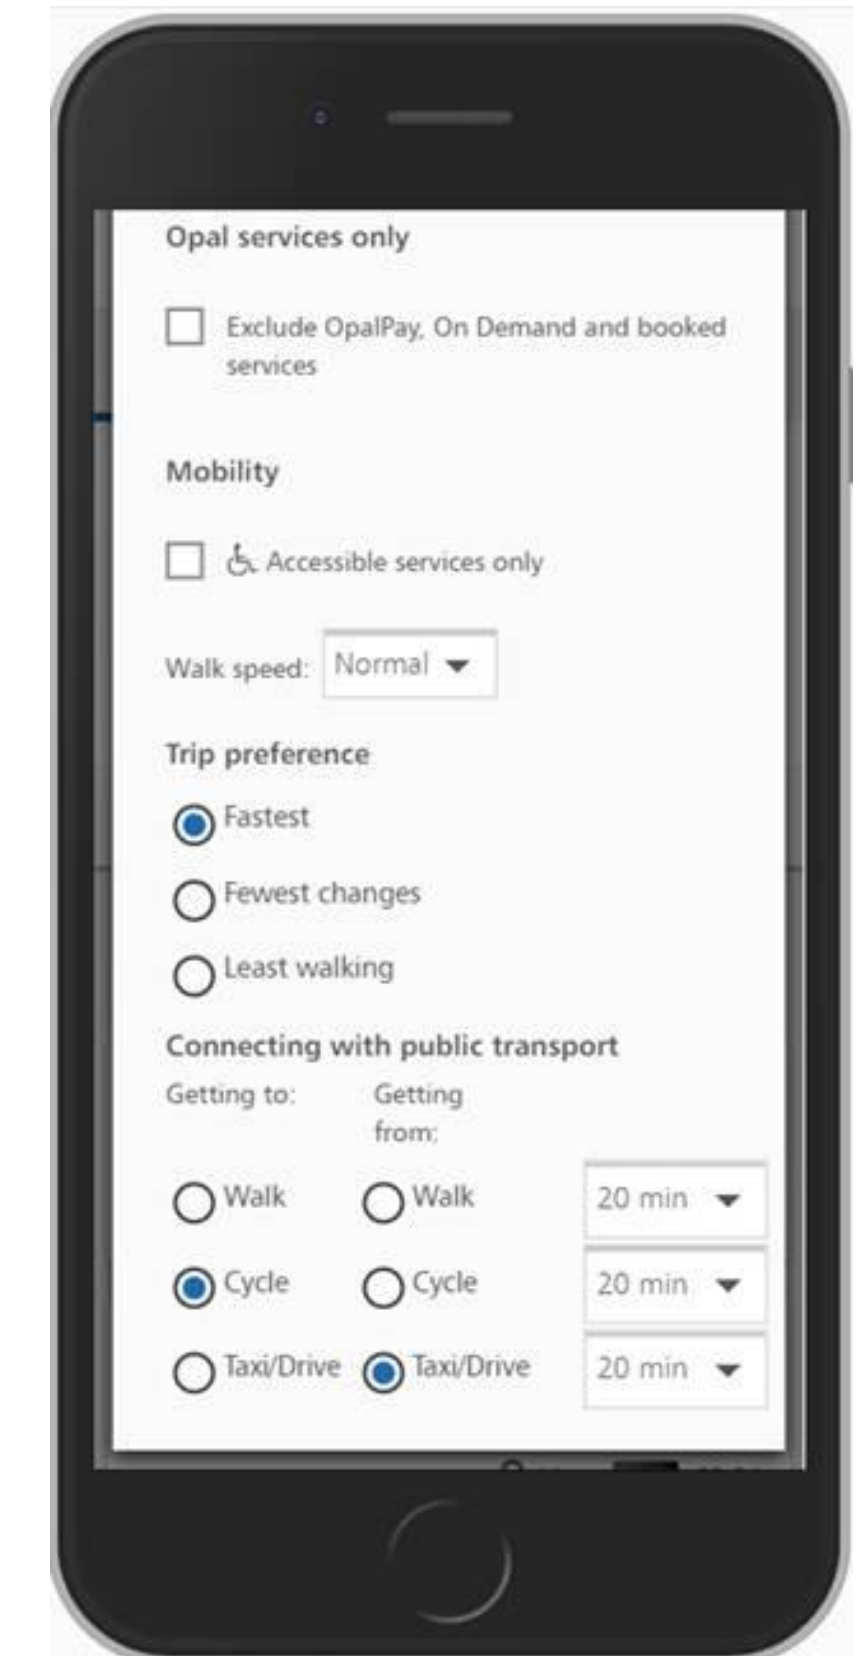 Opal services only
Exclude OpalPay, On Demand and booked
services
Mobility
Accessible services only
Walk speed: Normal
Trip preference
Fastest
Fewest changes
Least walking
Connecting with public transport
Getting to: Getting
from:
Walk Walk 20 min
Cycle Cycle 20 min
Taxi/Drive Taxi/Drive 20 min